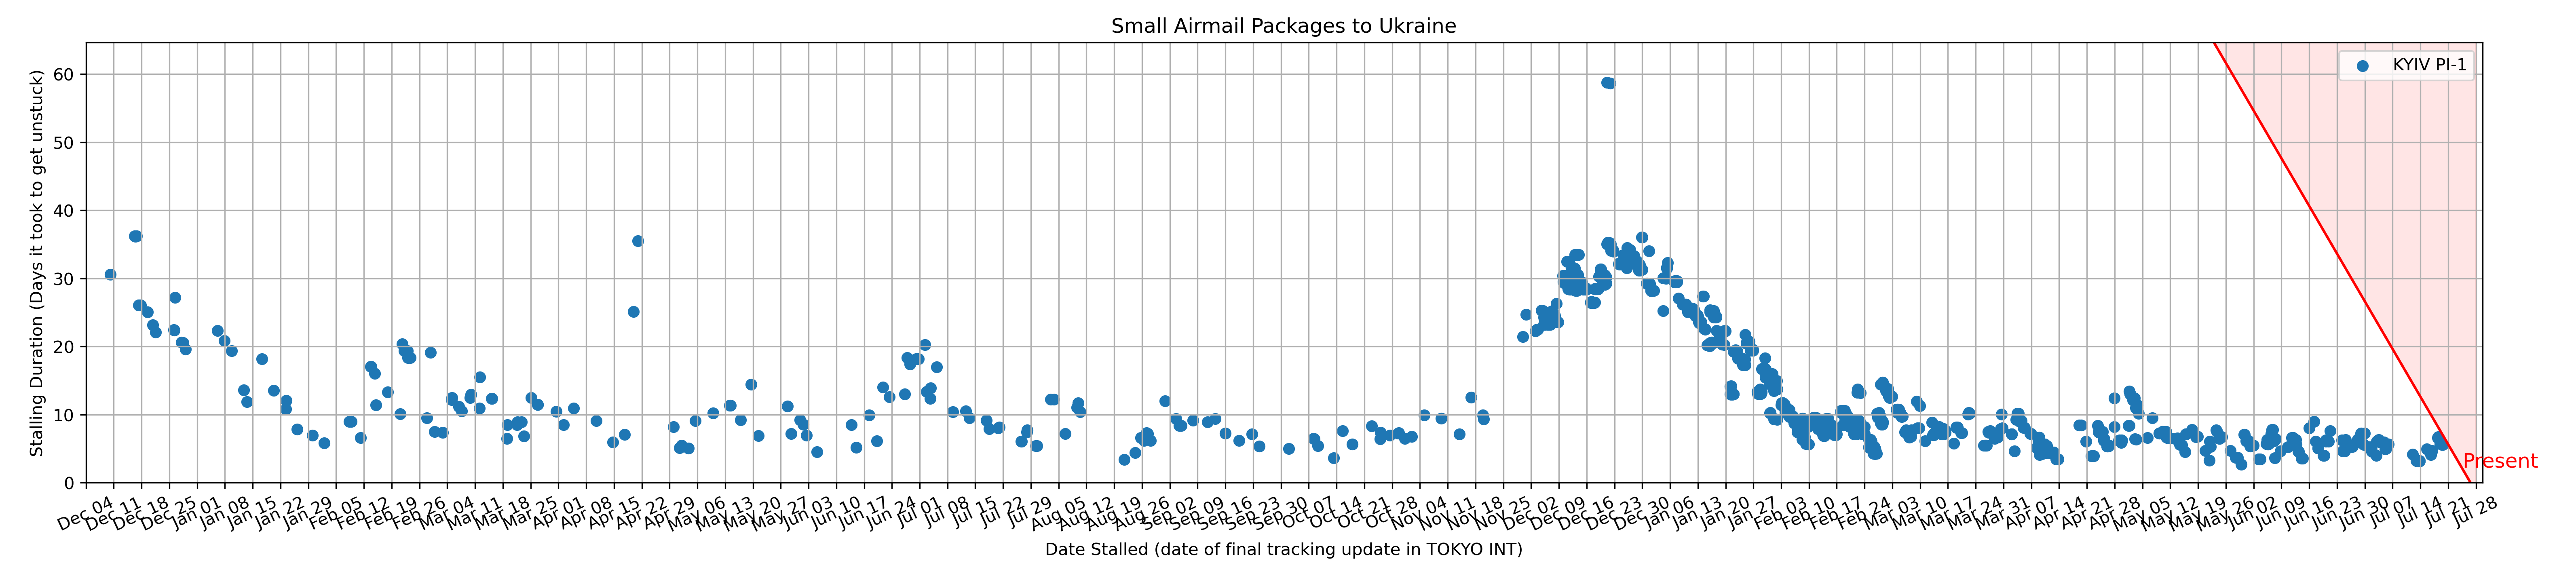 Small Airmail Packages to Ukraine
KYIV PI-1
Stalling Duration (Days it took to get unstuck)
60
50
40
30
20
10
0
Present
Dec 04
Dec 11
Dec 18
Dec 25
Jan 01
Jan 08
Jan 15
Jan 22
Jan 29
Feb 05
Feb 12
Feb 19
Feb 26
Mar 04
Mar 11
Mar 18
Mar 25
Apr 01
Apr 08
Apr 15
Apr 22
Apr 29
May 06
May 13
May 20
May 27
Jun 03
Jun 10
Jun 17
Jun 24
Jul 01
Jul 08
Jul 15
Jul 22
Jul 29
Aug 05
Aug 12
Aug 19
Aug 26
Sep 02
Sep 09
Sep 16
Sep 23
Sep 30
Oct 07
Oct 14
Oct 21
Oct 28
Nov 04
Nov 11
Nov 18
Nov 25
Dec 02
Dec 09
Dec 16
Dec 23
Dec 30
Jan 06
Jan 13
Jan 20
Jan 27
Feb 03
Feb 10
Feb 17
Feb 24
Mar 03
Mar 10
Mar 17
Mar 24
Mar 31
Apr 07
Apr 14
Apr 21
Apr 28
May 05
May 12
May 19
May 26
Jun 02
Jun 09
Jun 16
Jun 23
Jun 30
Jul 07
Jul 14
Jul 21
Jul 28
Date Stalled (date of final tracking update in TOKYO INT)